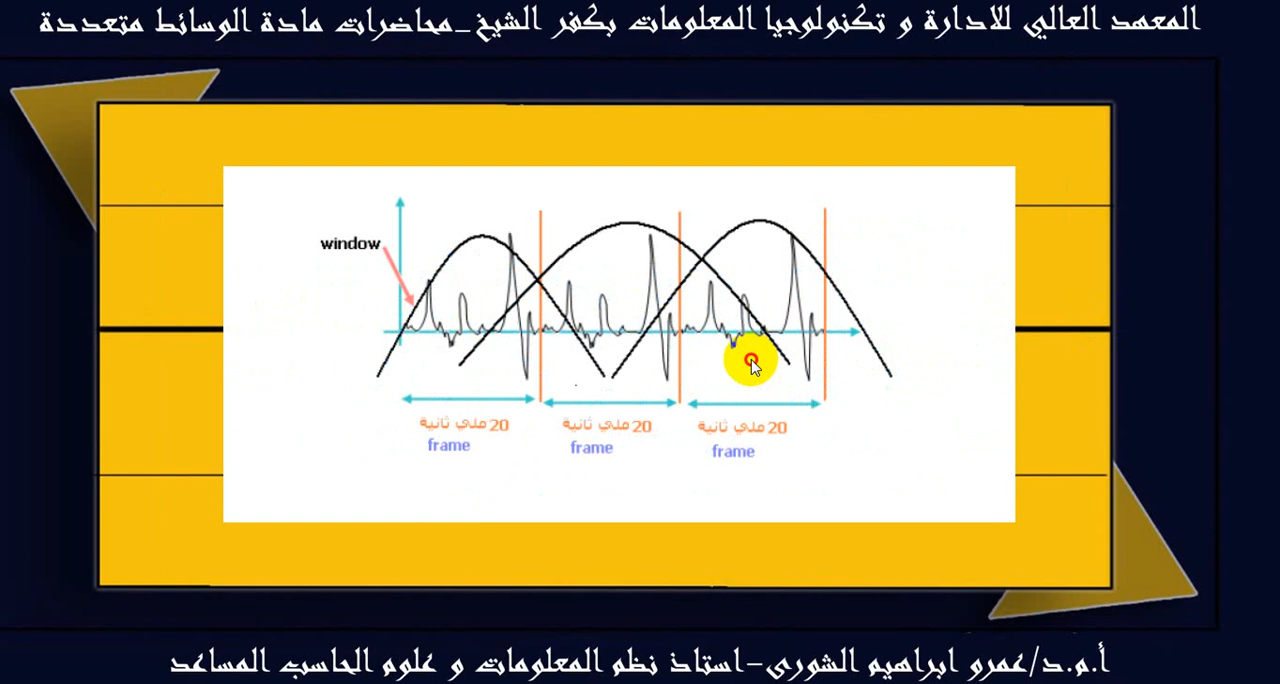 المعهد العالي للادارة و تكنولوجيا المعلومات بكفر الشيخ_محاضرات مادة الوسائط متعددة
window
20 ملي ثانية 20 ملي ثانية 20 ملي ثانية
frame frame frame
أ.م.د/عمرو ابراهيم الشورى-استاذ نظم المعلومات و علوم الحاسب المساعد